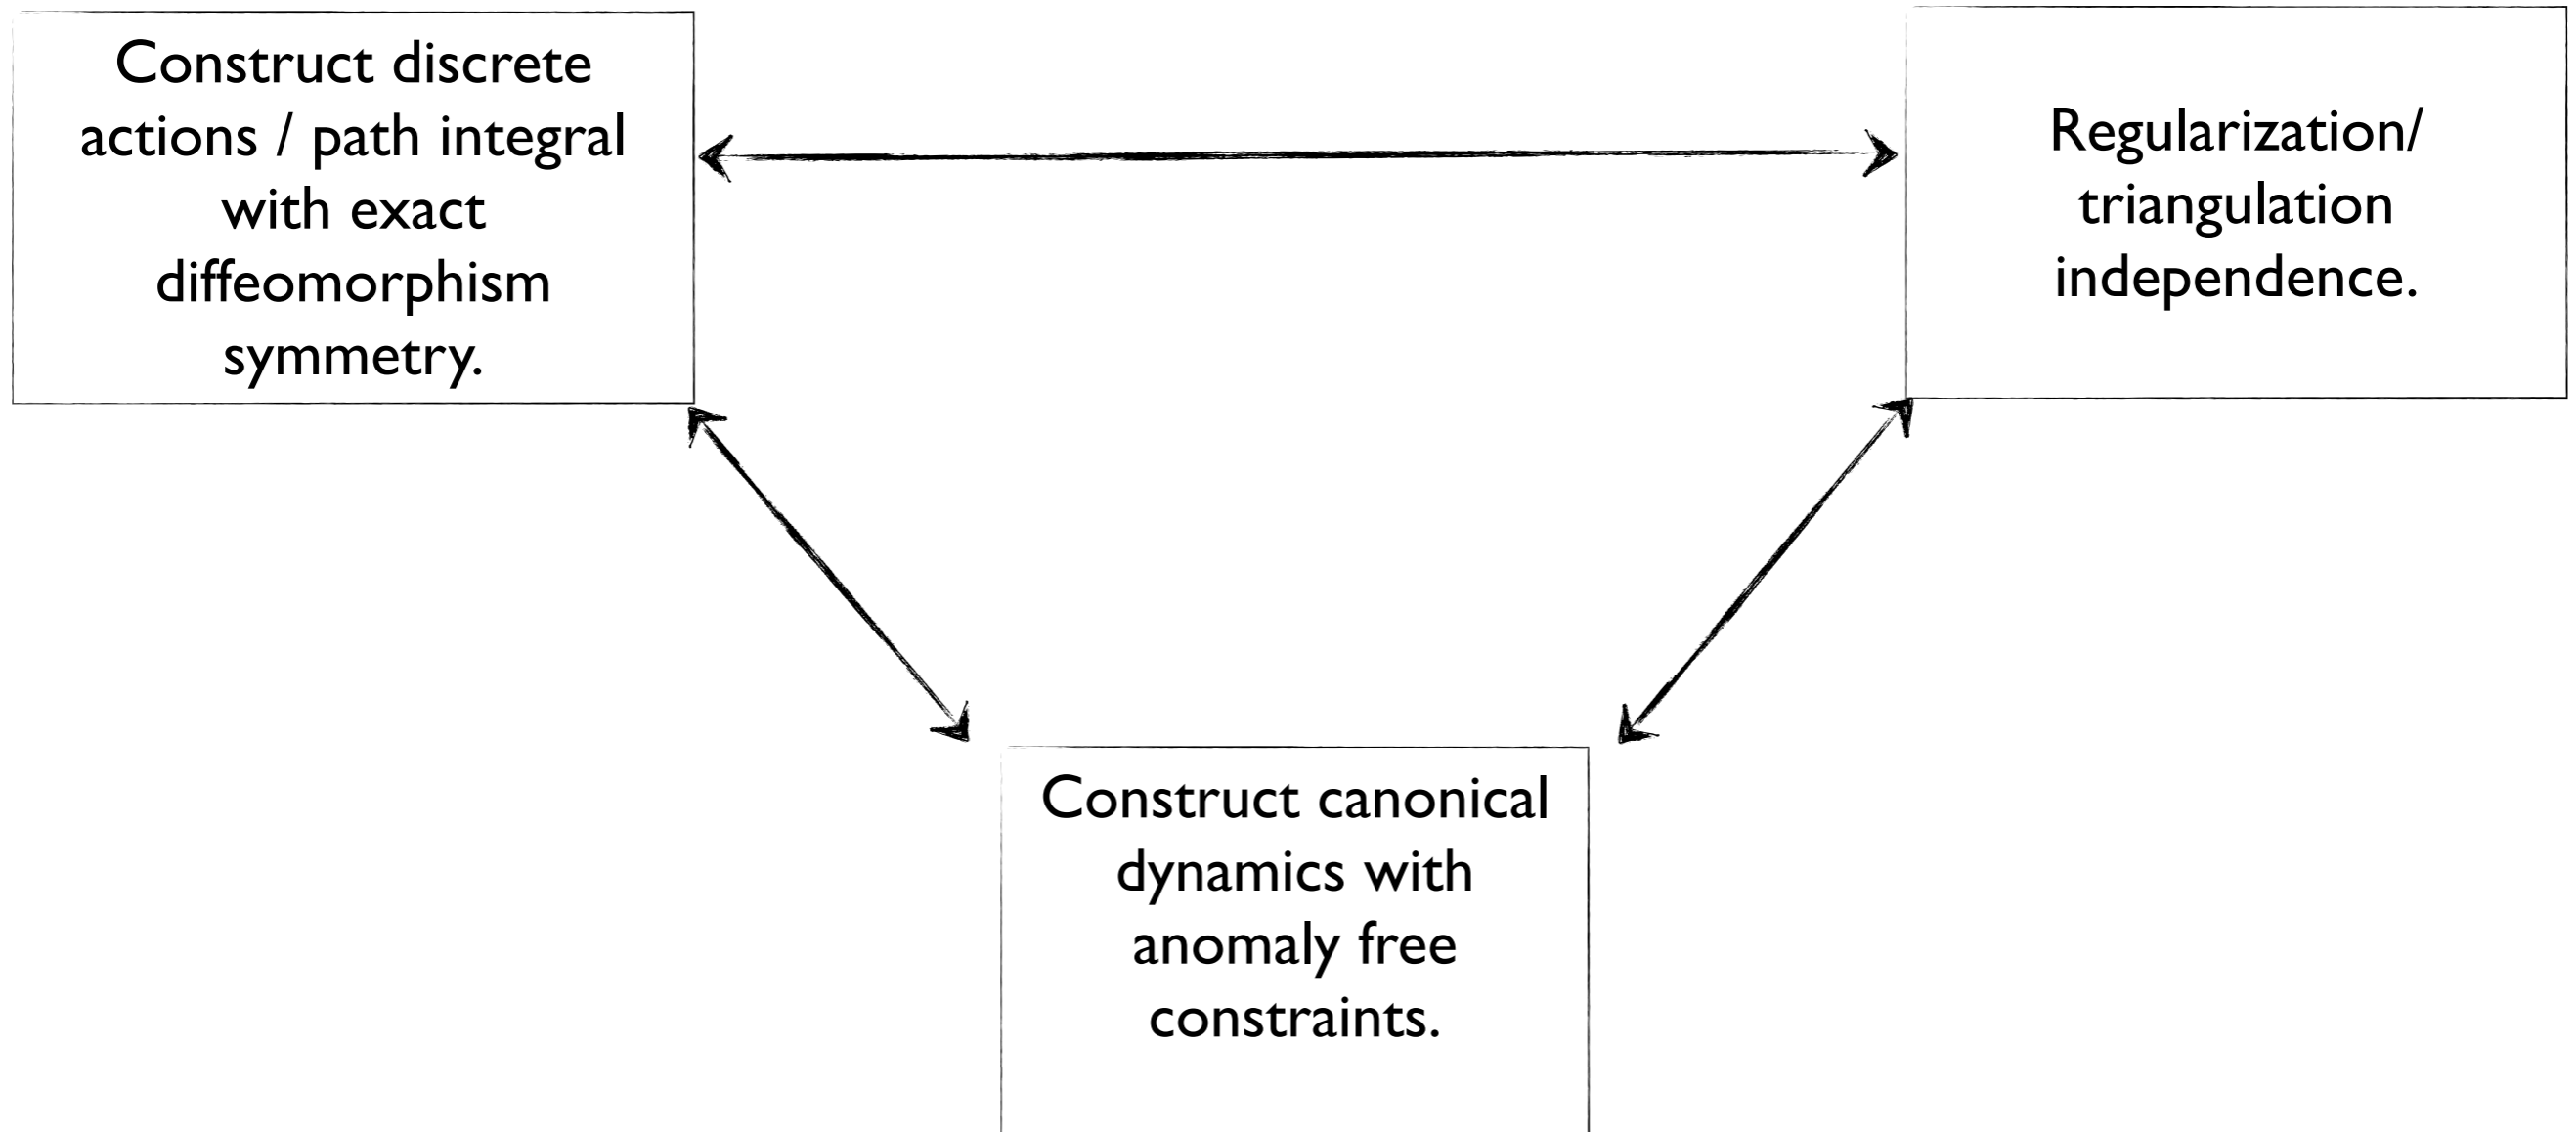 Construct discrete
actions / path integral
with exact
diffeomorphism
symmetry.
Regularization/
triangulation
independence.
Construct canonical
dynamics with
anomaly free
constraints.